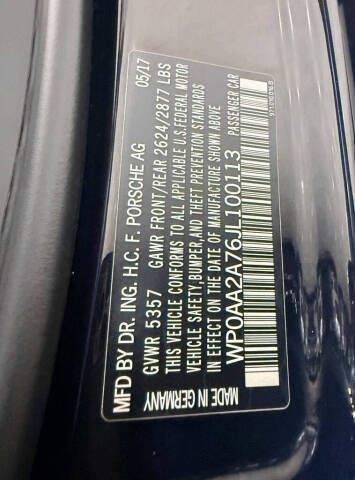 MFD BY DR. ING. H.C. F. PORSCHE AG 05/17
GVWR 5357 GAWR FRONT/REAR 2624/2877 LBS
THIS VEHICLE CONFORMS TO ALL APPLICABLE U.S.FEDERAL MOTOR
VEHICLE SAFETY,BUMPER,AND THEFT PREVENTION STANDARDS
IN EFFECT ON THE DATE OF MANUFACTURE SHOWN ABOVE
WP0AA2A76JL100113 PASSENGER CAR
MADE IN GERMANY